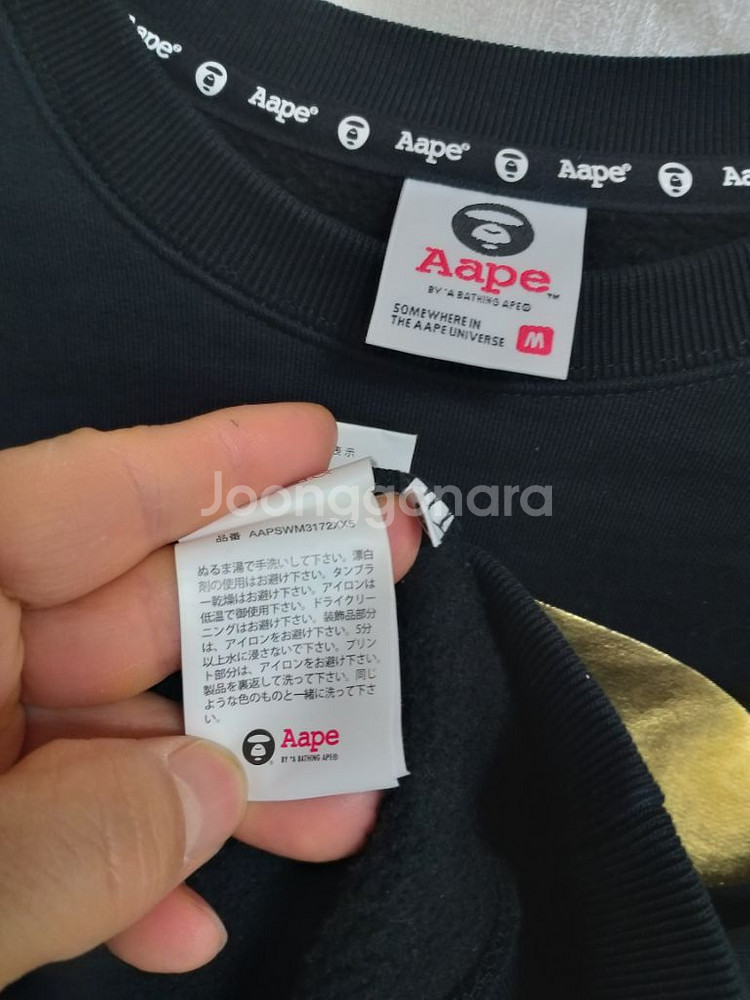 Aape
Aape
Aape
Aape
Aape
BY *A BATHING APE®
SOMEWHERE IN
THE AAPE UNIVERSE
M
表示
Joonggonara
品番 AAPSWM3172XX5
ぬるま湯で手洗いして下さい。漂白
剤の使用はお避け下さい。タンブラ
ー乾燥はお避け下さい。アイロンは
低温で御使用下さい。ドライクリー
ニングはお避け下さい。装飾品部分
は、アイロンをお避け下さい。5分
以上水に浸さないで下さい。プリン
ト部分は、アイロンをお避け下さい。
製品を裏返して洗って下さい。同じ
ような色のものと一緒に洗って下さ
い。
Aape
BY *A BATHING APE®